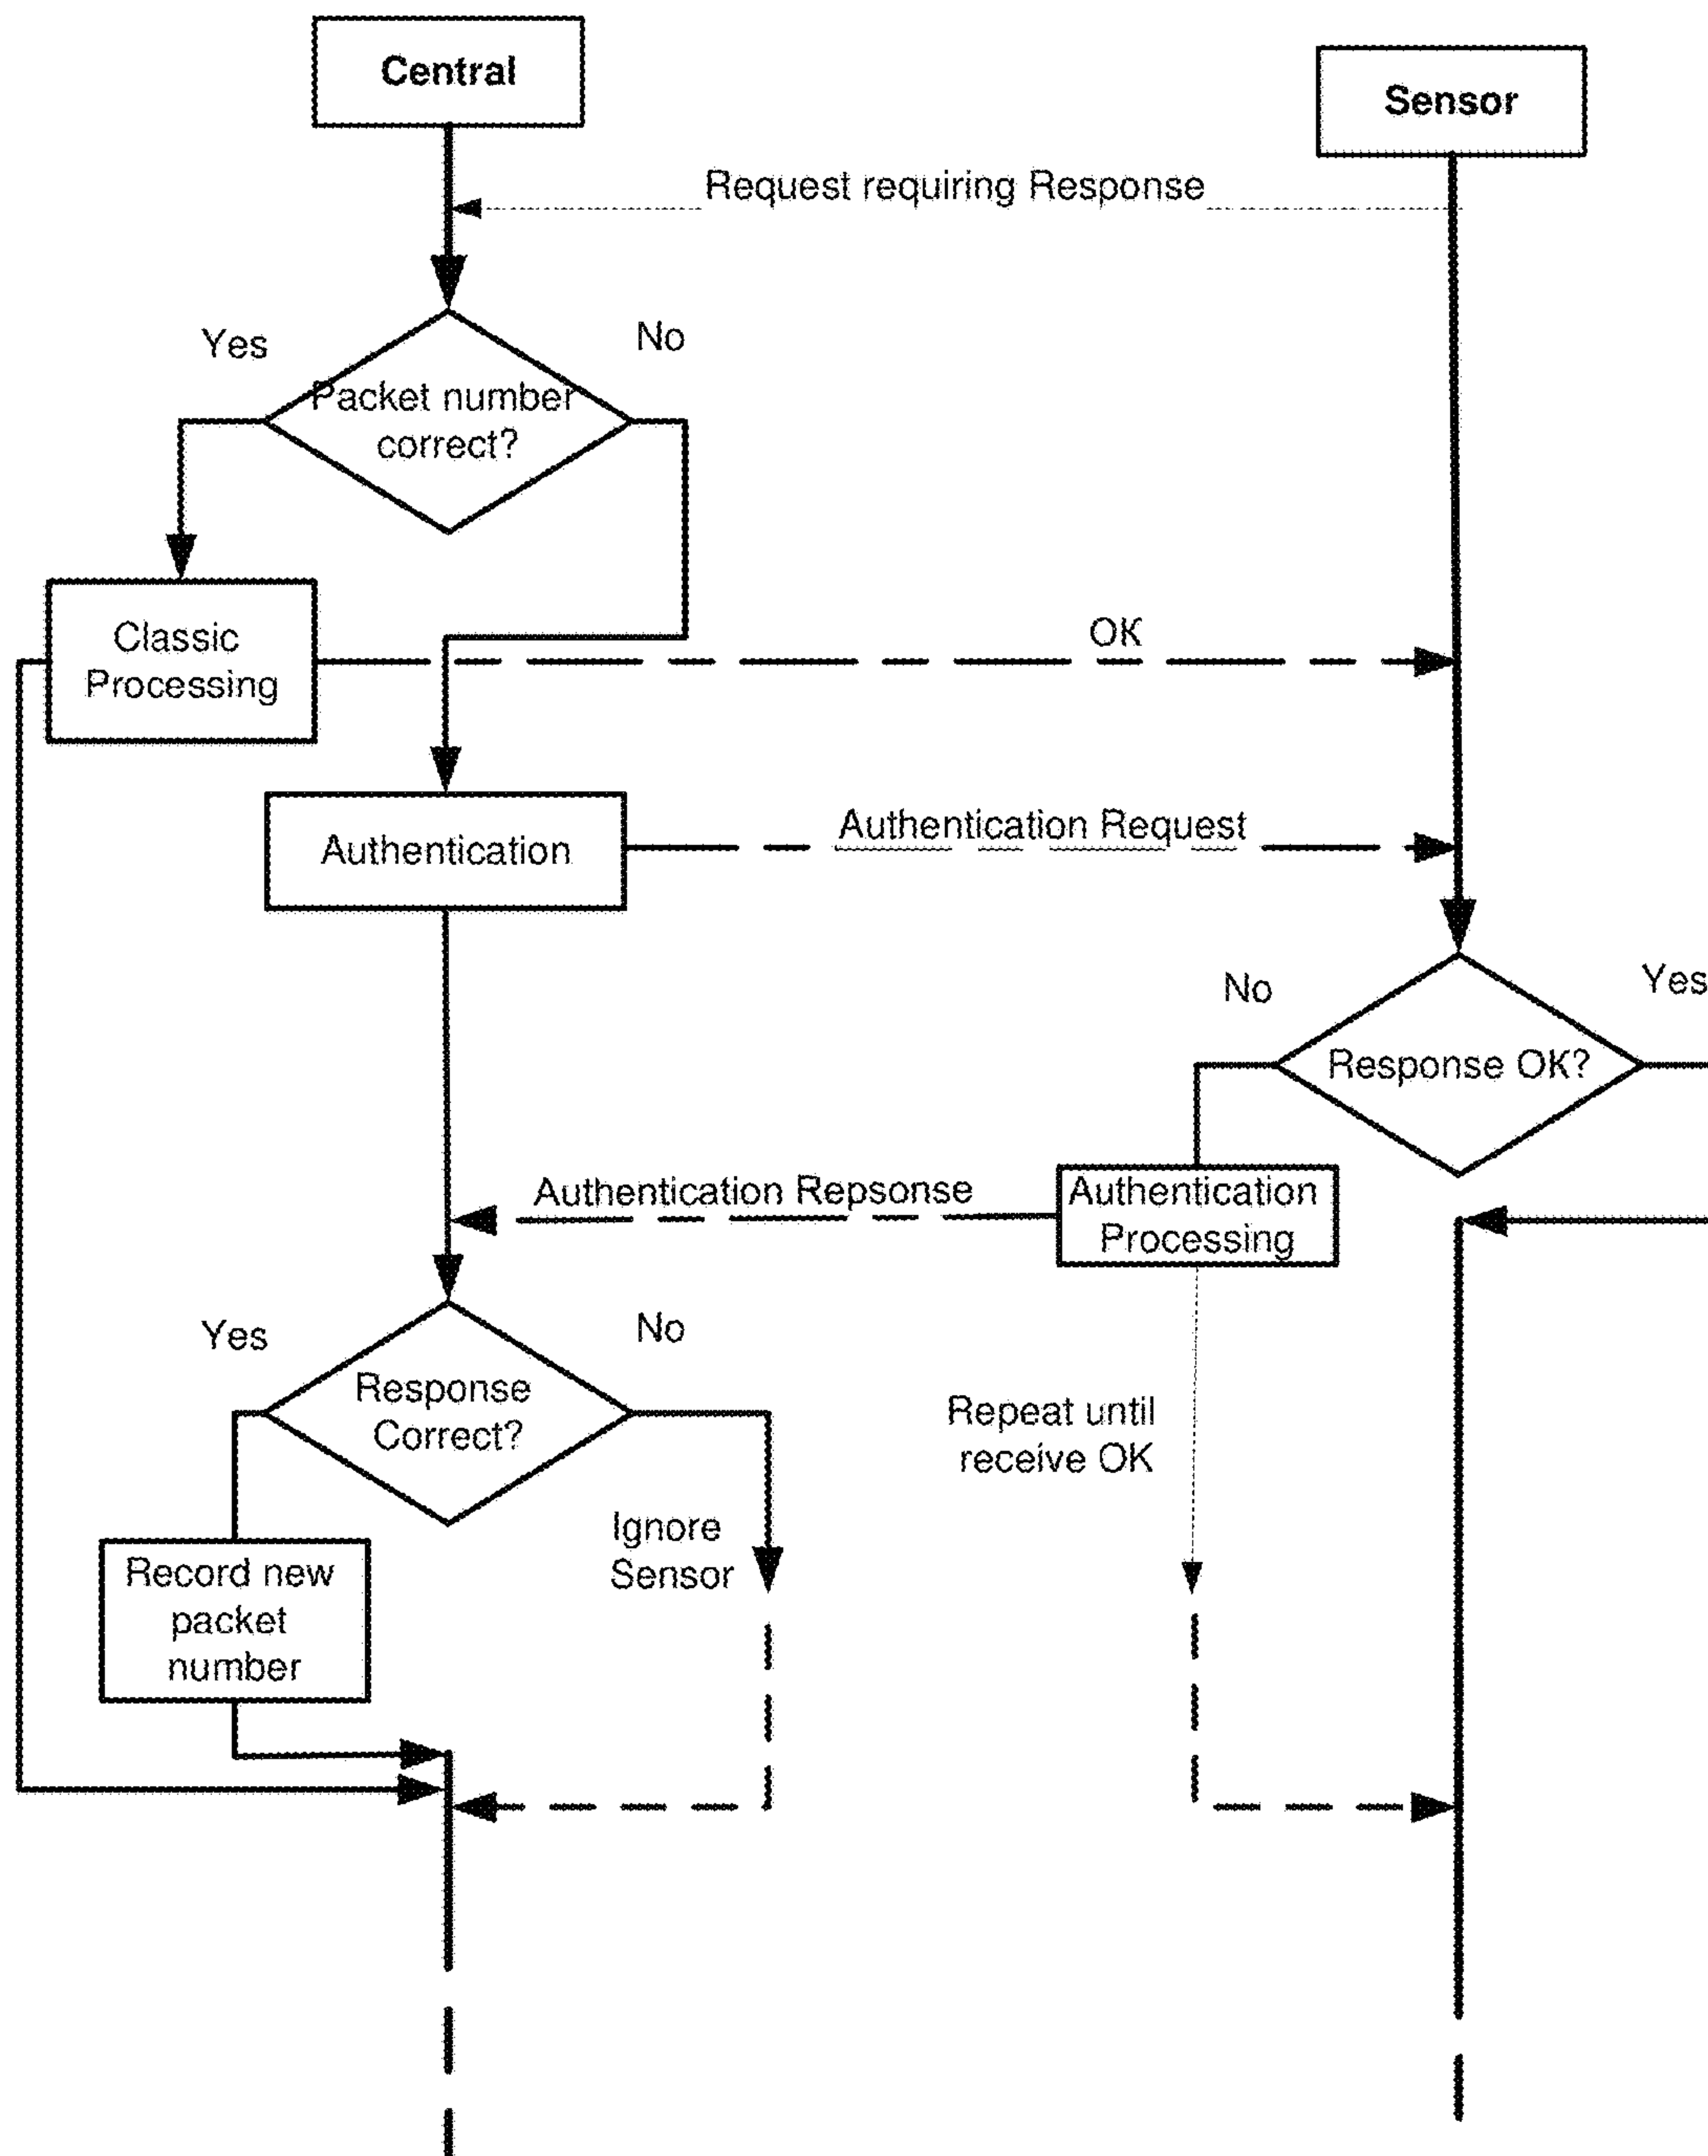 Central
Sensor
Request requiring Response
Yes
No
Packet number
correct?
Classic
Processing
OK
Authentication
Authentication Request
No
Yes
Response OK?
Authentication Repsonse
Authentication
Processing
Yes
No
Response
Correct?
Repeat until
receive OK
Ignore
Sensor
Record new
packet
number